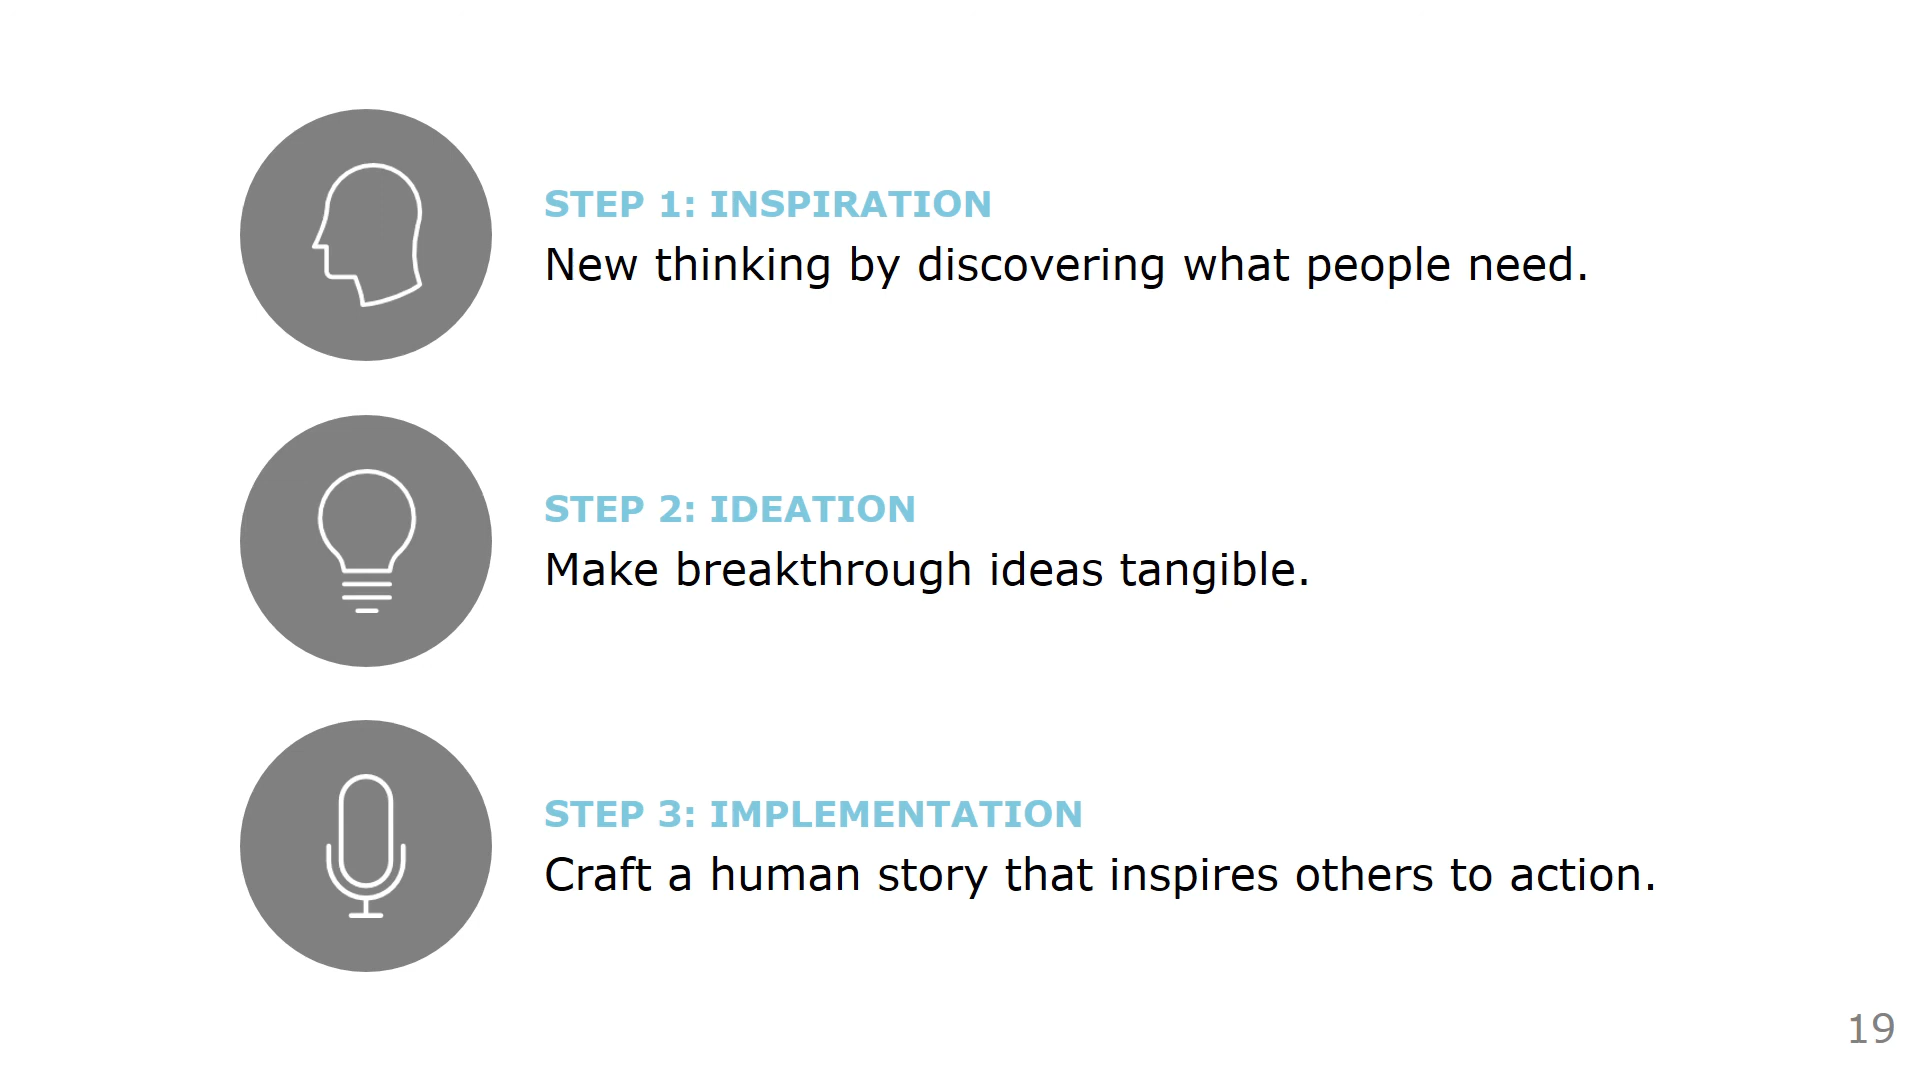 STEP 1: INSPIRATION
New thinking by discovering what people need.
STEP 2: IDEATION
Make breakthrough ideas tangible.
STEP 3: IMPLEMENTATION
Craft a human story that inspires others to action.
19